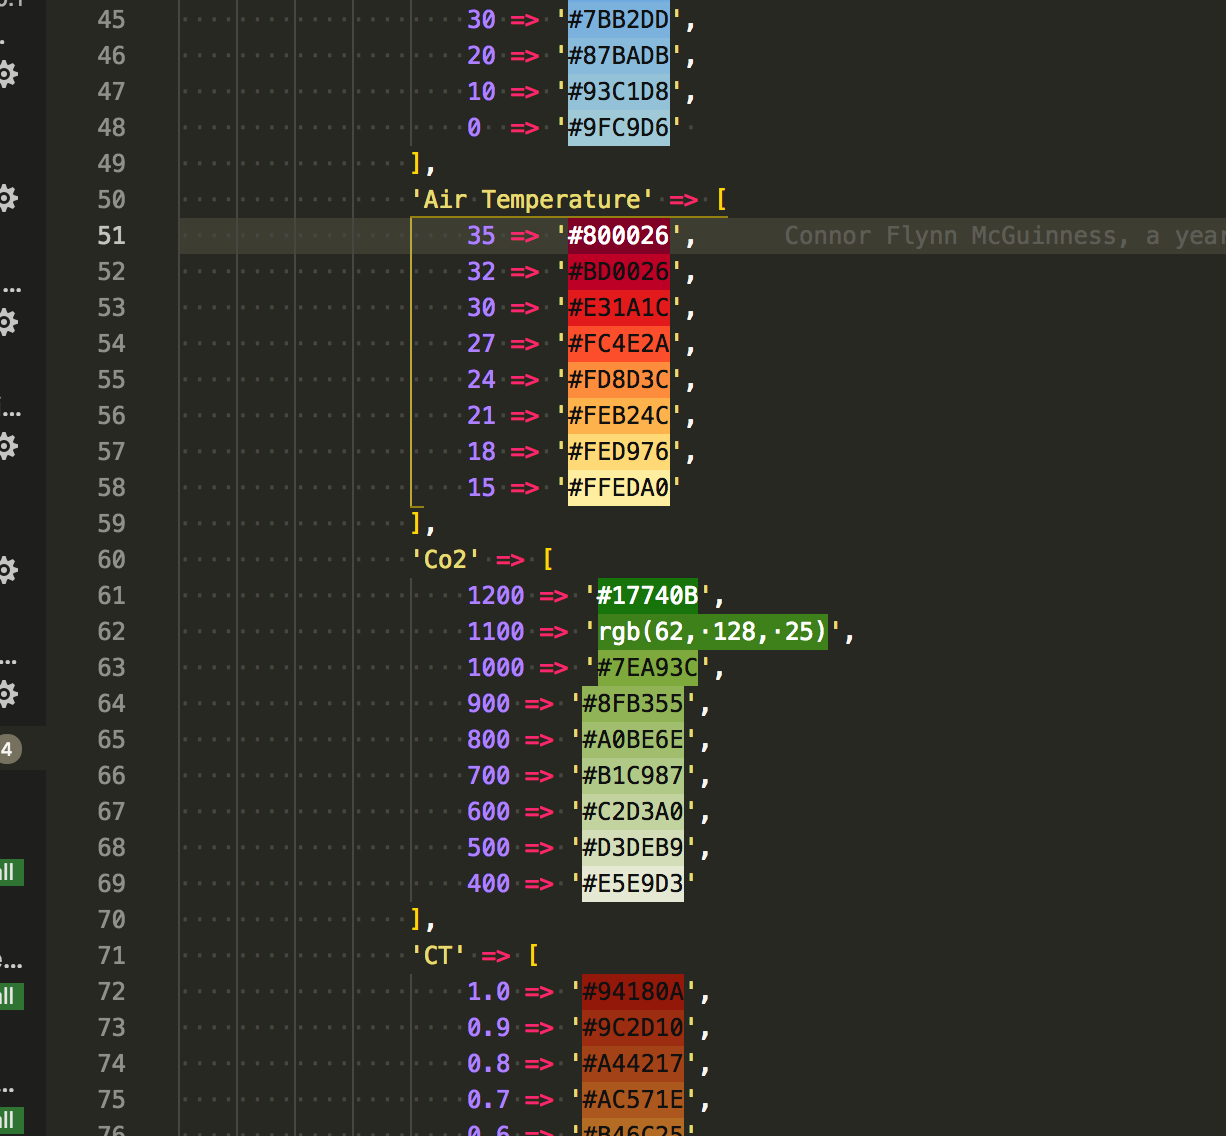 45 30 => '#7BB2DD',
46 20 => '#87BADB',
47 10 => '#93C1D8',
48 0 => '#9FC9D6'
49 ],
50 'Air Temperature' => [
51 35 => '#800026', Connor Flynn McGuinness, a year
52 32 => '#BD0026',
53 30 => '#E31A1C',
54 27 => '#FC4E2A',
55 24 => '#FD8D3C',
56 21 => '#FEB24C',
57 18 => '#FED976',
58 15 => '#FFEDA0'
59 ],
60 'Co2' => [
61 1200 => '#17740B',
62 1100 => 'rgb(62,·128,·25)',
63 1000 => '#7EA93C',
64 900 => '#8FB355',
65 800 => '#A0BE6E',
66 700 => '#B1C987',
67 600 => '#C2D3A0',
68 500 => '#D3DEB9',
4 69 400 => '#E5E9D3'
70 ],
71 'CT' => [
72 1.0 => '#94180A',
73 0.9 => '#9C2D10',
74 0.8 => '#A44217',
75 0.7 => '#AC571E',
76 0.6 => '#B46C25